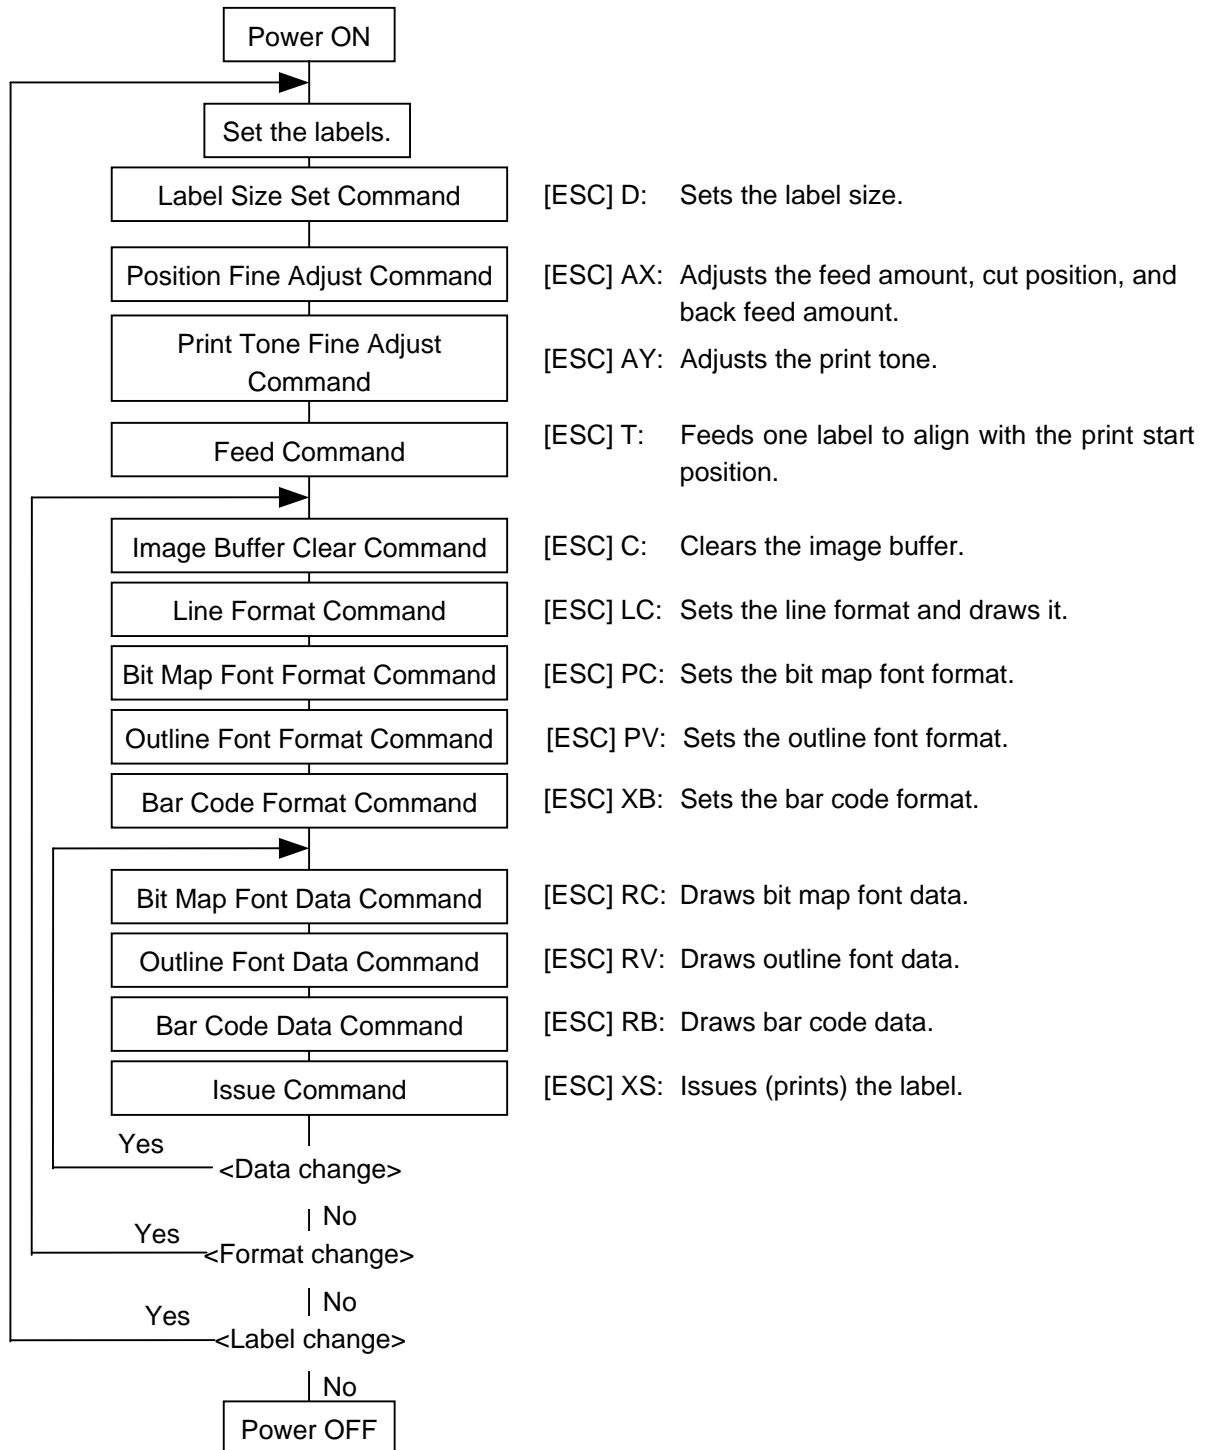 Power ON
Set the labels.
Label Size Set Command [ESC] D: Sets the label size.
Position Fine Adjust Command [ESC] AX: Adjusts the feed amount, cut position, and
back feed amount.
Print Tone Fine Adjust
Command
[ESC] AY: Adjusts the print tone.
Feed Command [ESC] T: Feeds one label to align with the print start
position.
Image Buffer Clear Command [ESC] C: Clears the image buffer.
Line Format Command [ESC] LC: Sets the line format and draws it.
Bit Map Font Format Command [ESC] PC: Sets the bit map font format.
Outline Font Format Command [ESC] PV: Sets the outline font format.
Bar Code Format Command [ESC] XB: Sets the bar code format.
Bit Map Font Data Command [ESC] RC: Draws bit map font data.
Outline Font Data Command [ESC] RV: Draws outline font data.
Bar Code Data Command [ESC] RB: Draws bar code data.
Issue Command [ESC] XS: Issues (prints) the label.
Yes
<Data change>
No
Yes
<Format change>
No
Yes
<Label change>
No
Power OFF